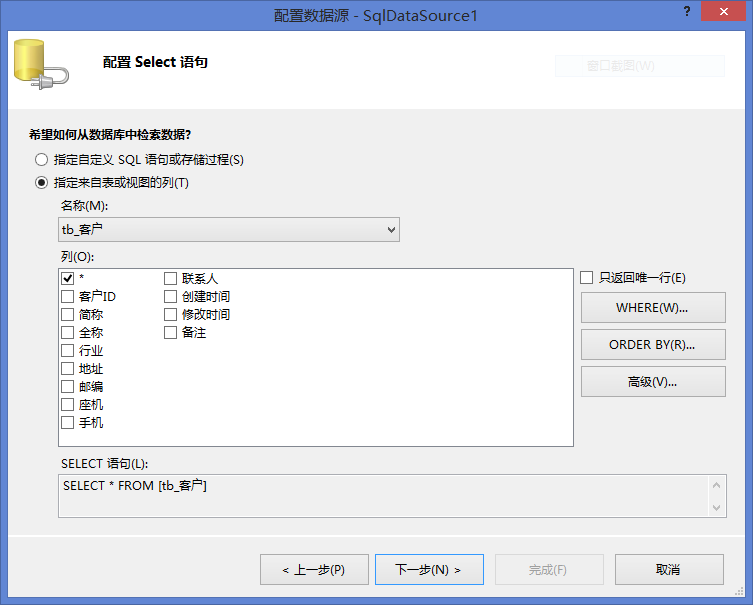 配置数据源 - SqlDataSource1
?
配置 Select 语句
窗口截图(W)
希望如何从数据库中检索数据?
指定自定义 SQL 语句或存储过程(S)
指定来自表或视图的列(T)
名称(M):
tb_客户
列(O):
* 联系人
客户ID 创建时间
简称 修改时间
全称 备注
行业
地址
邮编
座机
手机
只返回唯一行(E)
WHERE(W)...
ORDER BY(R)...
高级(V)...
SELECT 语句(L):
SELECT * FROM [tb_客户]
< 上一步(P) 下一步(N) > 完成(F) 取消